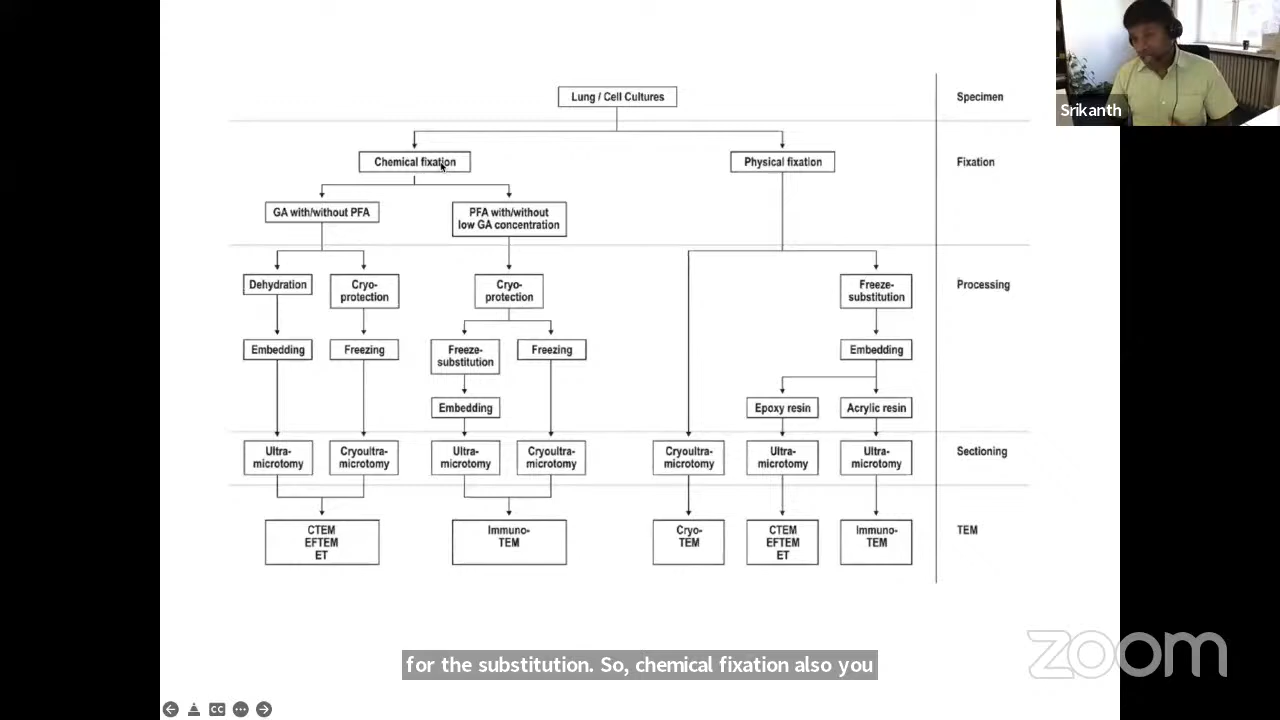 Lung / Cell Cultures
Specimen
Srikanth
Chemical fixation
Physical fixation
Fixation
GA with/without PFA
PFA with/without
low GA concentration
Dehydration
Cryo-
protection
Cryo-
protection
Freeze-
substitution
Processing
Embedding
Freezing
Freeze-
substitution
Freezing
Embedding
Embedding
Epoxy resin
Acrylic resin
Ultra-
microtomy
Cryoultra-
microtomy
Ultra-
microtomy
Cryoultra-
microtomy
Cryoultra-
microtomy
Ultra-
microtomy
Ultra-
microtomy
Sectioning
CTEM
EFTEM
ET
Immuno-
TEM
Cryo-
TEM
CTEM
EFTEM
ET
Immuno-
TEM
TEM
for the substitution. So, chemical fixation also you
zoom
CC